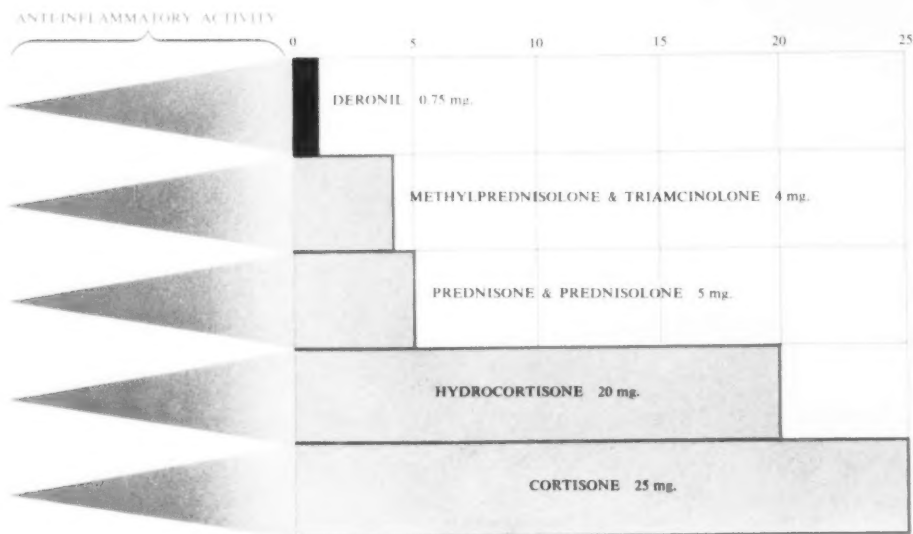 ANTI-INFLAMMATORY ACTIVITY
0 5 10 15 20 25
DERONIL 0.75 mg.
METHYLPREDNISOLONE & TRIAMCINOLONE 4 mg.
PREDNISONE & PREDNISOLONE 5 mg.
HYDROCORTISONE 20 mg.
CORTISONE 25 mg.